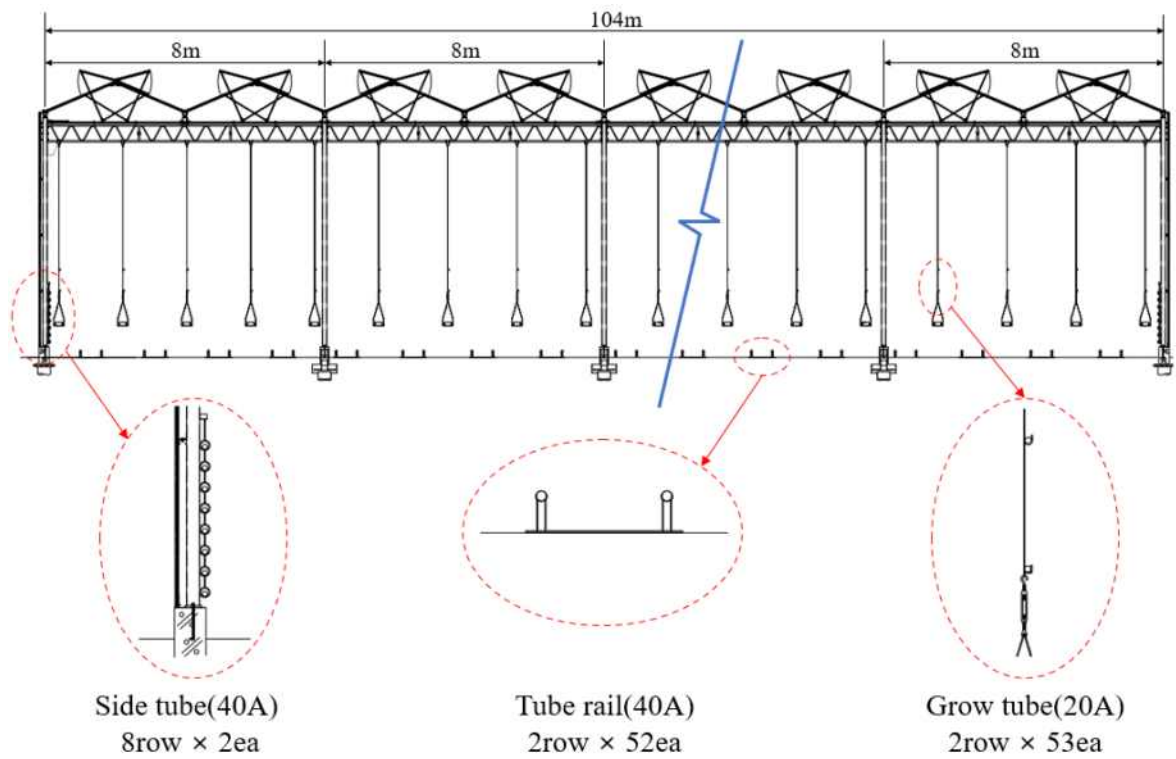 104m
8m
8m
8m
Side tube(40A)
8row × 2ea
Tube rail(40A)
2row × 52ea
Grow tube(20A)
2row × 53ea